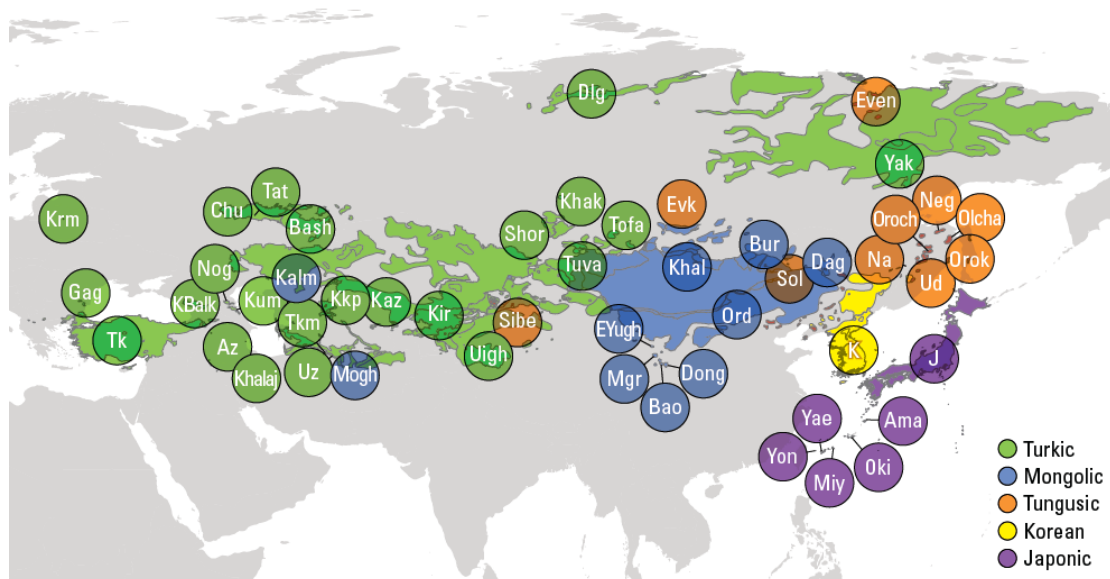 Dlg
Even
Yak
Tat
Krm
Chu
Bash
Khak
Evk
Neg
Shor
Tofa
Oroch
Olcha
Bur
Nog
Kalm
Tuva
Khal
Sol
Dag
Na
Orok
Gag
KBalk
Kum
Kkp
Kaz
Ud
Tk
Tkm
Kir
Sibe
EYugh
Ord
Az
Uigh
K
J
Khalaj
Uz
Mogh
Mgr
Dong
Bao
Yae
Ama
Yon
Miy
Oki
Turkic
Mongolic
Tungusic
Korean
Japonic